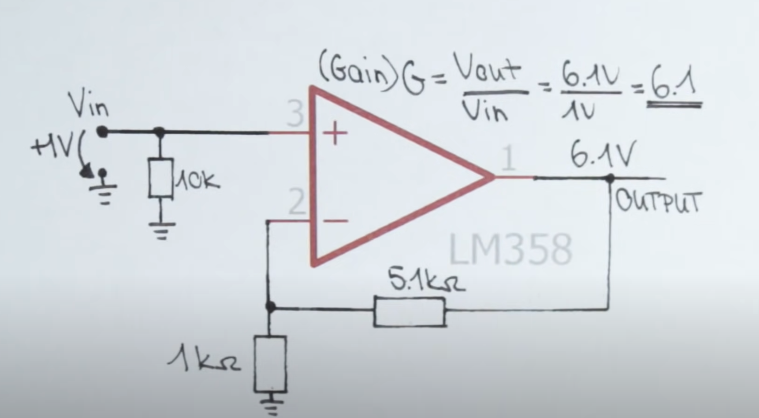 (Gain) G = Vout / Vin = 6.1V / 1V = 6.1
Vin
+1V
10K
3
+
2
−
1
6.1V
OUTPUT
LM358
5.1kΩ
1kΩ